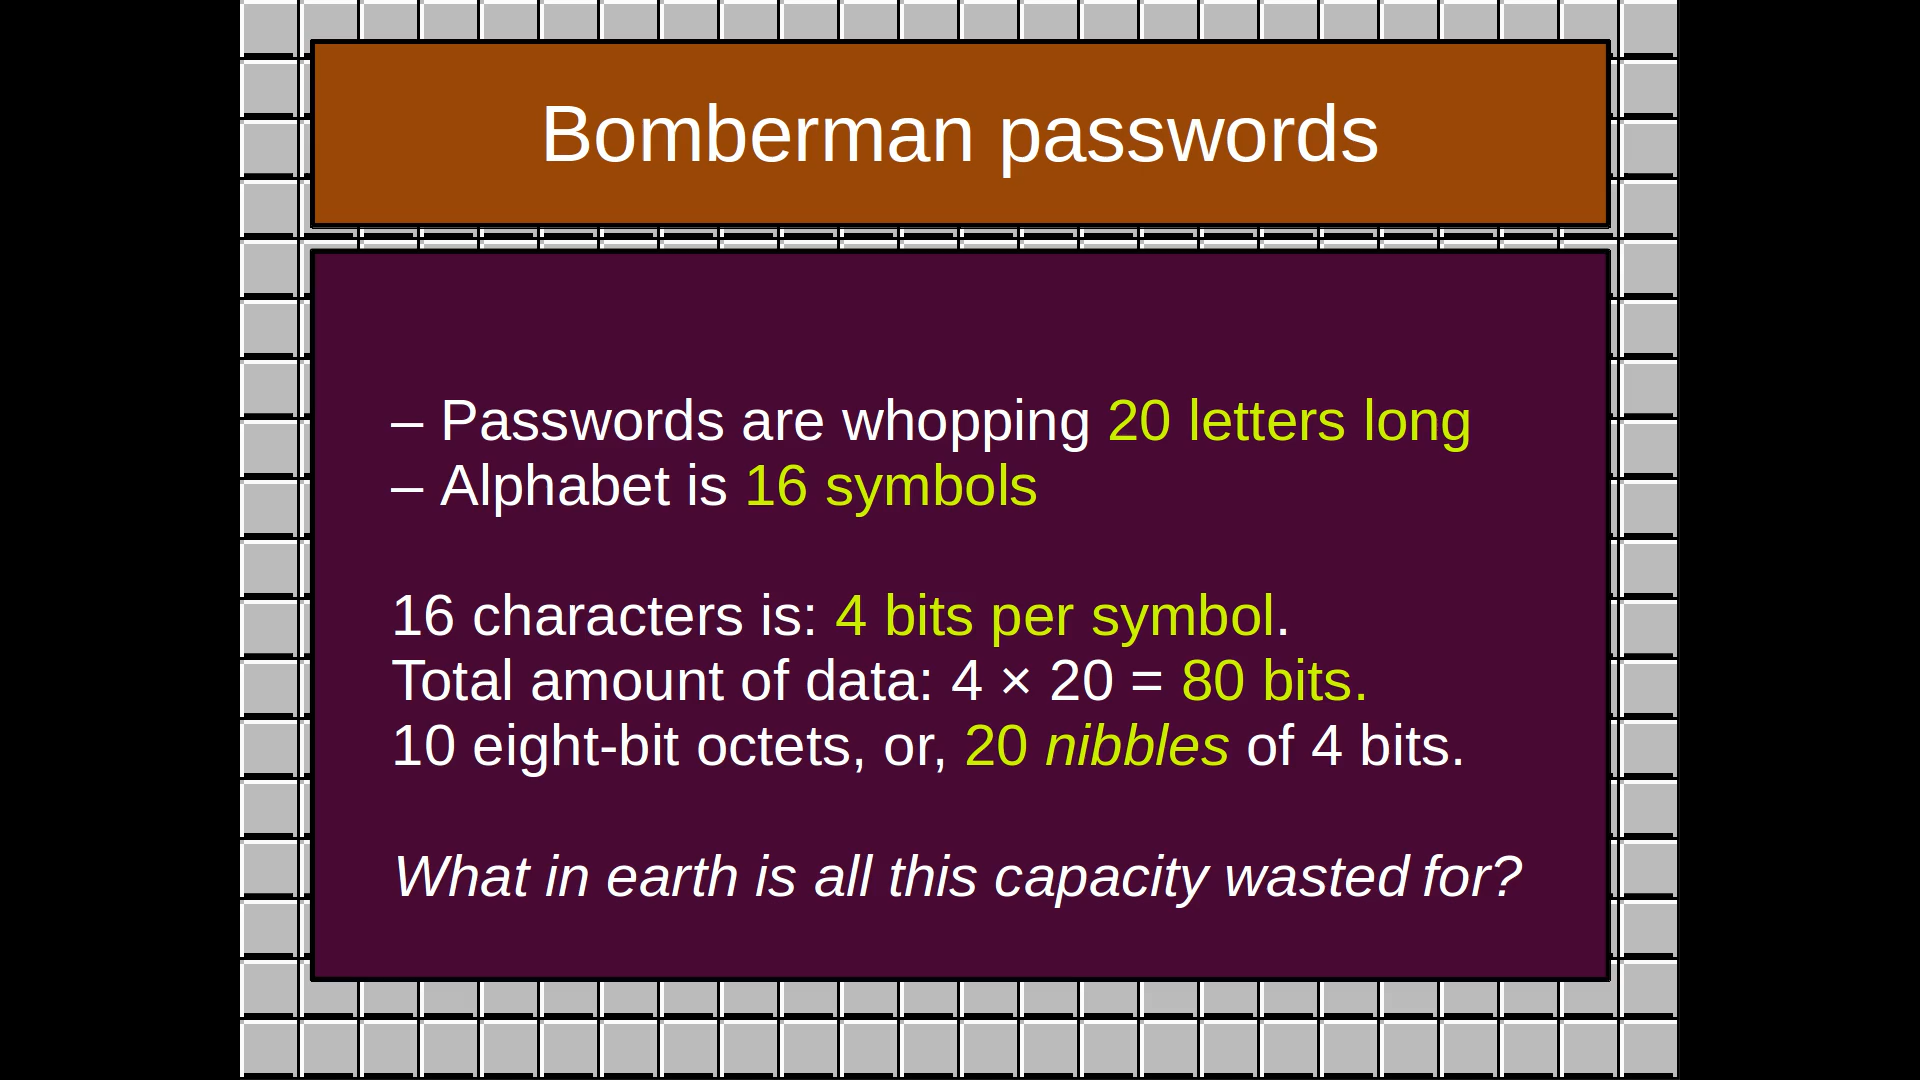 Bomberman passwords
– Passwords are whopping 20 letters long
– Alphabet is 16 symbols
16 characters is: 4 bits per symbol.
Total amount of data: 4 × 20 = 80 bits.
10 eight-bit octets, or, 20 nibbles of 4 bits.
What in earth is all this capacity wasted for?